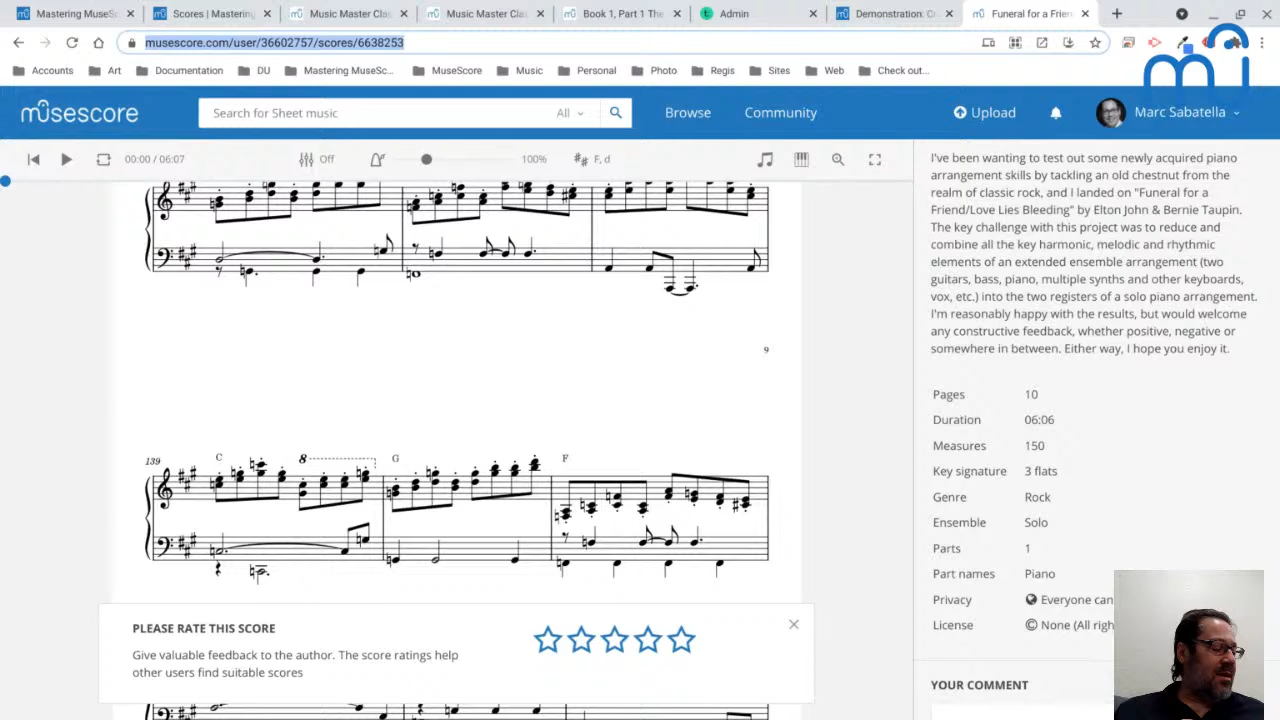 Mastering MuseS
Scores | Mastering
Music Master Cla
Music Master Cla
Book 1, Part 1 The
Admin
Demonstration: C
Funeral for a Frien
musescore.com/user/36602757/scores/6638253
Accounts
Art
Documentation
DU
Mastering MuseSc...
MuseScore
Music
Personal
Photo
Regis
Sites
Web
Check out...
musescore
Search for Sheet music
All
Browse
Community
Upload
Marc Sabatella
00:00 / 06:07
Off
100%
F, d
I've been wanting to test out some newly acquired piano
arrangement skills by tackling an old chestnut from the
realm of classic rock, and I landed on "Funeral for a
Friend/Love Lies Bleeding" by Elton John & Bernie Taupin.
The key challenge with this project was to reduce and
combine all the key harmonic, melodic and rhythmic
elements of an extended ensemble arrangement (two
guitars, bass, piano, multiple synths and other keyboards,
vox, etc.) into the two registers of a solo piano arrangement.
I'm reasonably happy with the results, but would welcome
any constructive feedback, whether positive, negative or
somewhere in between. Either way, I hope you enjoy it.
9
139
C
8
G
F
Pages 10
Duration 06:06
Measures 150
Key signature 3 flats
Genre Rock
Ensemble Solo
Parts 1
Part names Piano
Privacy Everyone can
License None (All righ
PLEASE RATE THIS SCORE
Give valuable feedback to the author. The score ratings help
other users find suitable scores
YOUR COMMENT